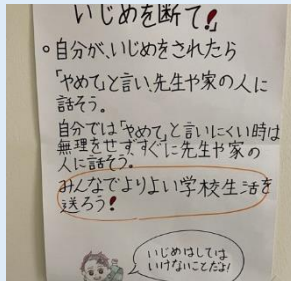 いじめを断て!
。自分が、いじめをされたら
「やめて」と言い、先生や家の人に
話そう。
自分では「やめて」と言いにくい時は
無理をせず、すぐに先生や家の
人に話そう。
みんなでよりよい学校生活を
送ろう!
いじめはしては
いけないことだよ!